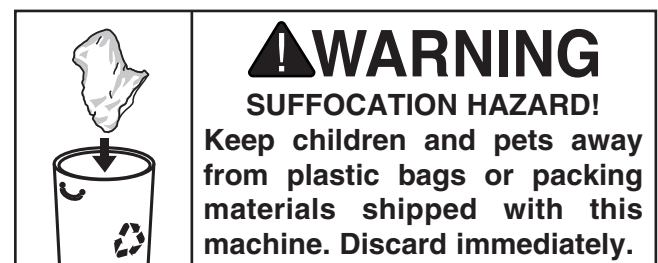 WARNING
SUFFOCATION HAZARD!
Keep children and pets away
from plastic bags or packing
materials shipped with this
machine. Discard immediately.